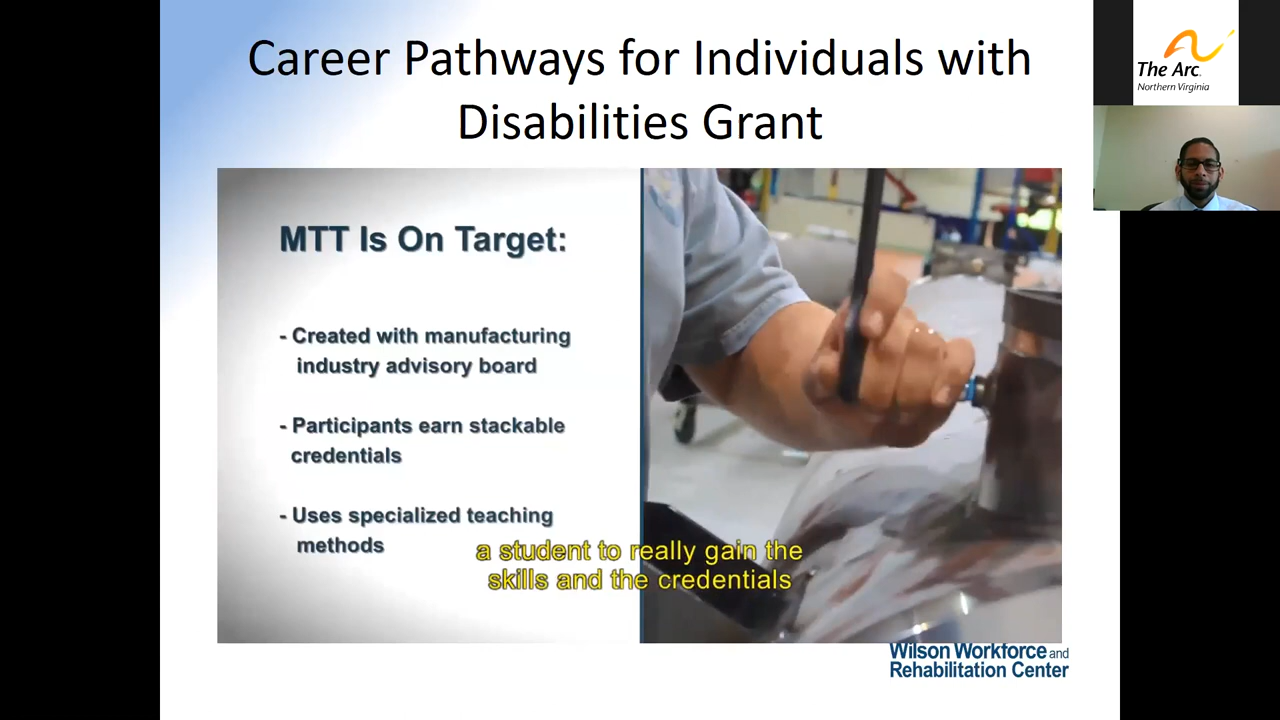 Career Pathways for Individuals with
Disabilities Grant
The Arc
Northern Virginia
MTT Is On Target:
- Created with manufacturing
industry advisory board
- Participants earn stackable
credentials
- Uses specialized teaching
methods
a student to really gain the
skills and the credentials
Wilson Workforce and
Rehabilitation Center